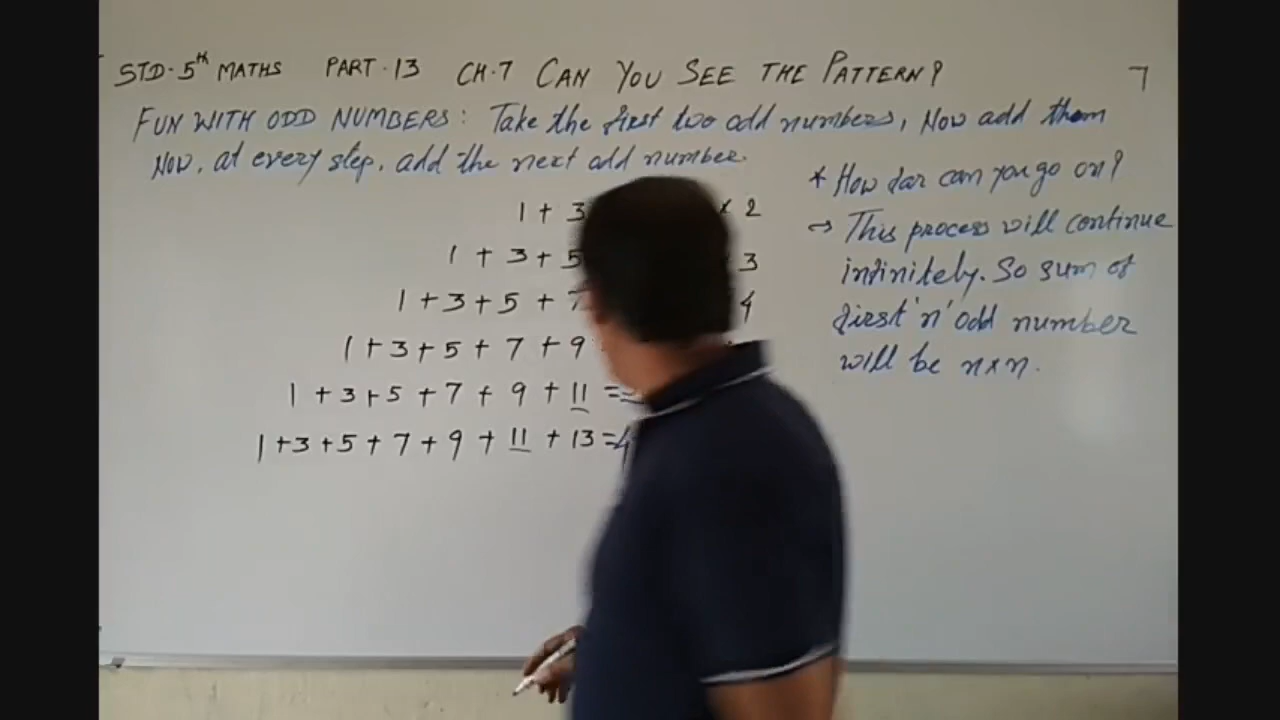 STD-5th MATHS PART-13 CH-7 CAN YOU SEE THE PATTERN? 7
FUN WITH ODD NUMBERS: Take the first two odd numbers, Now add them
Now, at every step, add the next odd number.
1 + 3 × 2
1 + 3 + 5 3
1 + 3 + 5 + 7 4
1 + 3 + 5 + 7 + 9
1 + 3 + 5 + 7 + 9 + 11 =
1 + 3 + 5 + 7 + 9 + 11 + 13 = 4
* How far can you go on?
→ This process will continue
infinitely. So sum of
first 'n' odd number
will be n×n.